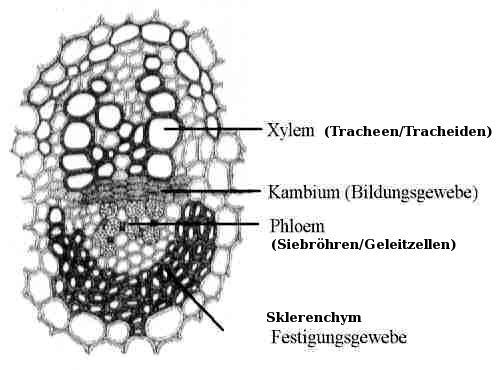 Xylem (Tracheen/Tracheiden)
Kambium (Bildungsgewebe)
Phloem
(Siebröhren/Geleitzellen)
Sklerenchym
Festigungsgewebe